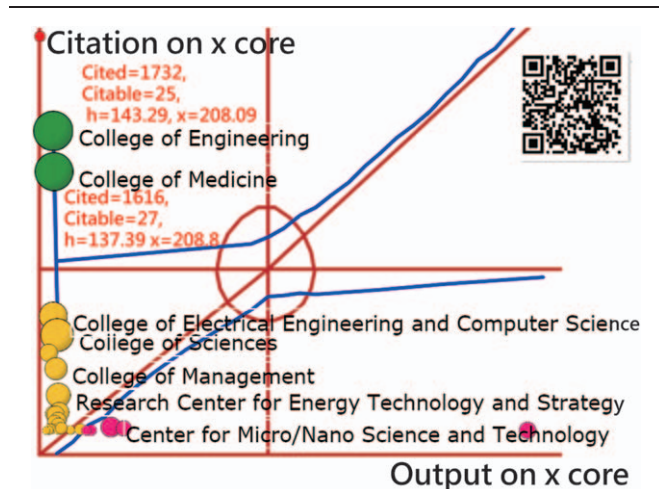 Citation on x core
Cited=1732,
Citable=25,
h=143.29, x=208.09
College of Engineering
College of Medicine
Cited=1616,
Citable=27,
h=137.39 x=208.8
College of Electrical Engineering and Computer Science
College of Sciences
College of Management
Research Center for Energy Technology and Strategy
Center for Micro/Nano Science and Technology
Output on x core